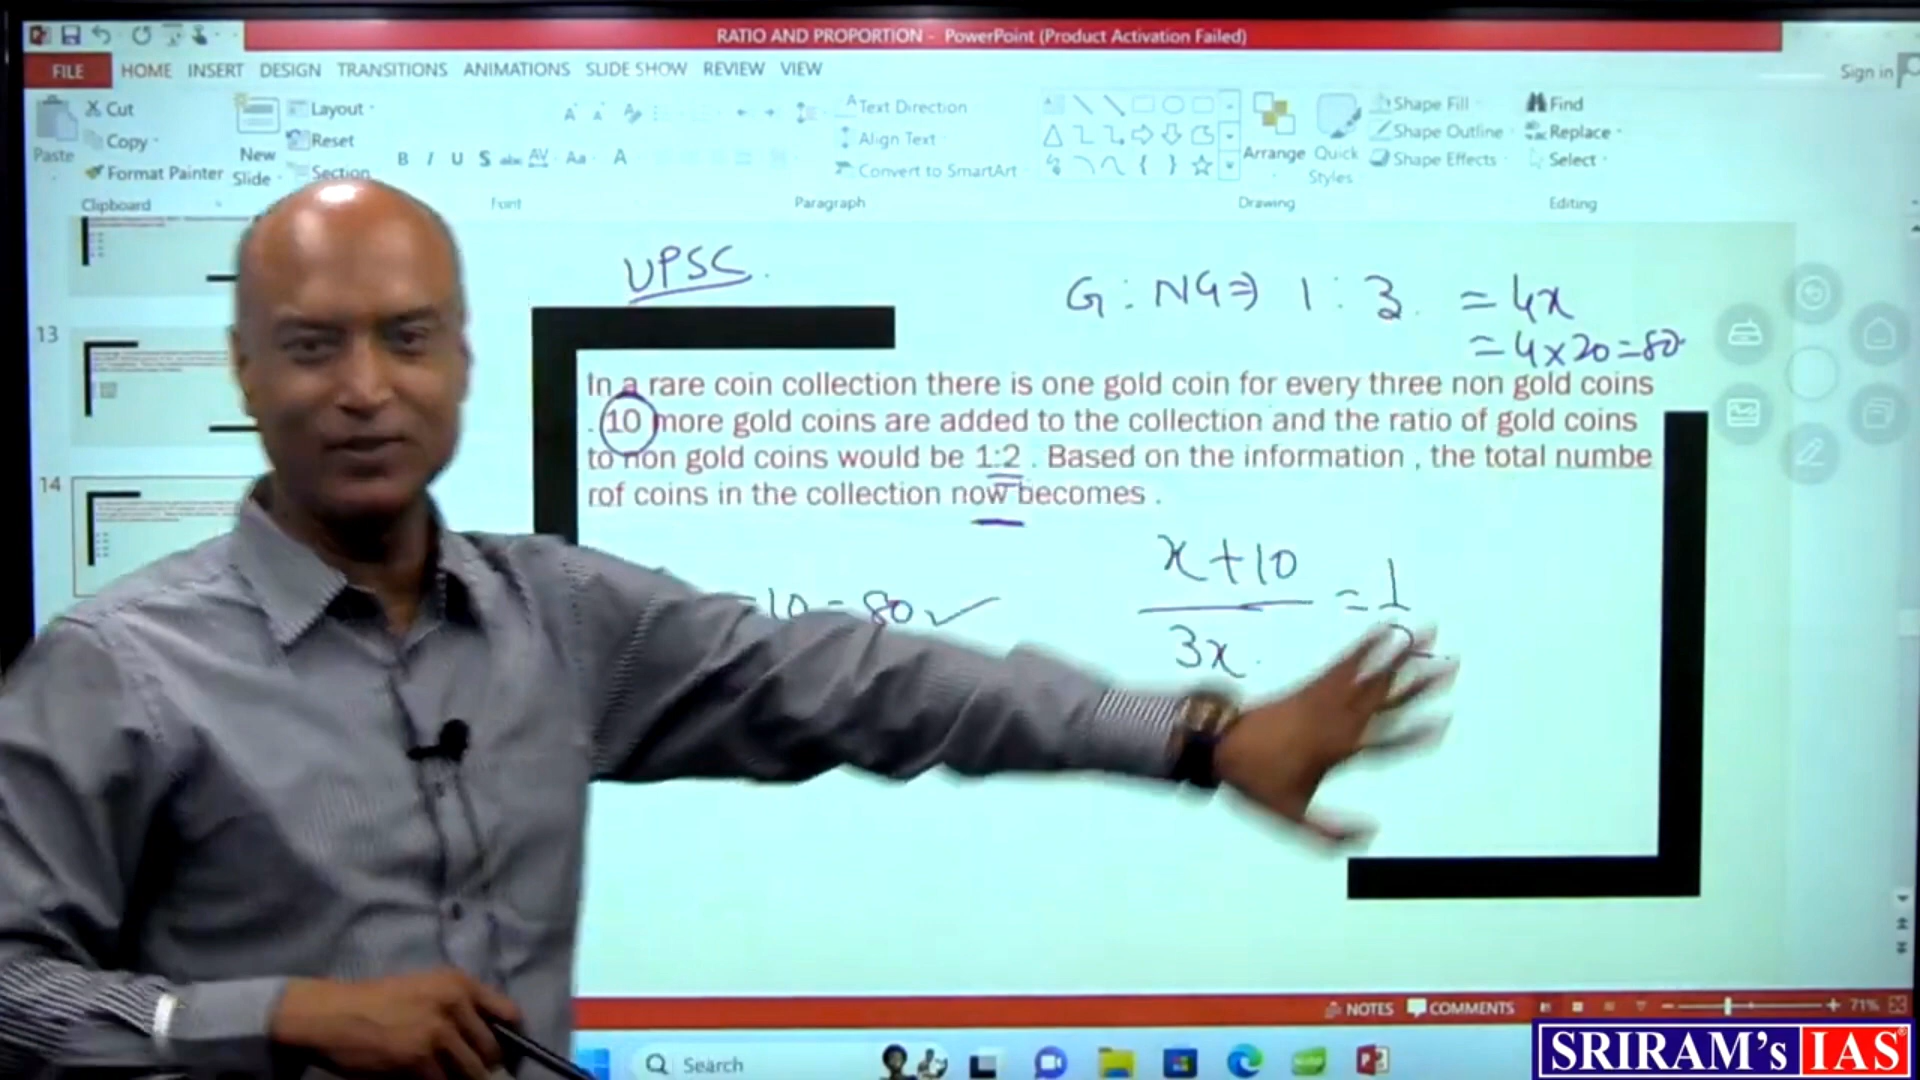 RATIO AND PROPORTION - PowerPoint (Product Activation Failed)
FILE HOME INSERT DESIGN TRANSITIONS ANIMATIONS SLIDE SHOW REVIEW VIEW
Sign in
Cut
Copy
Format Painter
Paste
Clipboard
New
Slide
Layout
Reset
Section
B I U S abc AV Aa A
Font
Text Direction
Align Text
Convert to SmartArt
Paragraph
Arrange
Quick
Styles
Shape Fill
Shape Outline
Shape Effects
Drawing
Find
Replace
Select
Editing
13
14
UPSC
G : NG ⇒ 1 : 3 = 4x
= 4x20=80
In a rare coin collection there is one gold coin for every three non gold coins
. 10 more gold coins are added to the collection and the ratio of gold coins
to non gold coins would be 1:2 . Based on the information , the total numbe
rof coins in the collection now becomes .
x+10
3x
= 1
=10 = 80 ✓
NOTES COMMENTS 71%
Search
SRIRAM's IAS